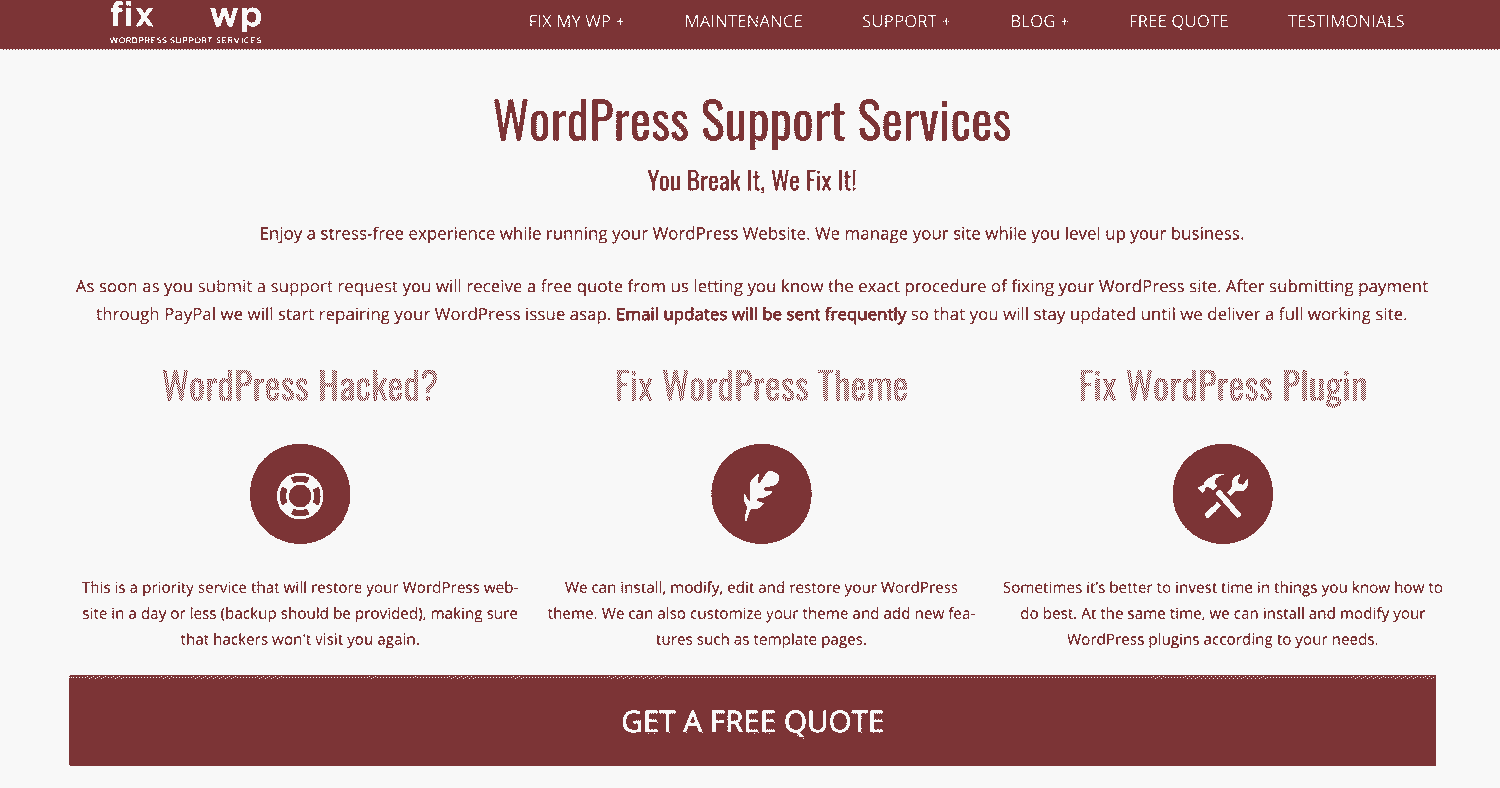 fix wp
WORDPRESS SUPPORT SERVICES
FIX MY WP + MAINTENANCE SUPPORT + BLOG + FREE QUOTE TESTIMONIALS
WordPress Support Services
You Break It, We Fix It!
Enjoy a stress-free experience while running your WordPress Website. We manage your site while you level up your business.
As soon as you submit a support request you will receive a free quote from us letting you know the exact procedure of fixing your WordPress site. After submitting payment
through PayPal we will start repairing your WordPress issue asap. Email updates will be sent frequently so that you will stay updated until we deliver a full working site.
WordPress Hacked?
This is a priority service that will restore your WordPress web-
site in a day or less (backup should be provided), making sure
that hackers won't visit you again.
Fix WordPress Theme
We can install, modify, edit and restore your WordPress
theme. We can also customize your theme and add new fea-
tures such as template pages.
Fix WordPress Plugin
Sometimes it's better to invest time in things you know how to
do best. At the same time, we can install and modify your
WordPress plugins according to your needs.
GET A FREE QUOTE